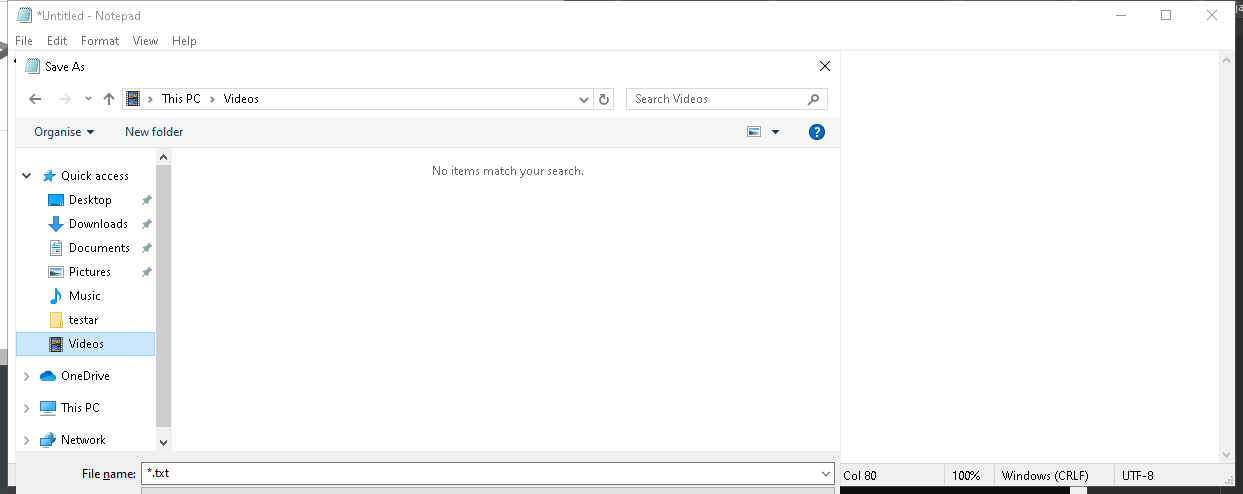 *Untitled - Notepad
File Edit Format View Help
Save As
This PC Videos
Search Videos
Organise New folder
?
No items match your search.
Quick access
Desktop
Downloads
Documents
Pictures
Music
testar
Videos
OneDrive
This PC
Network
File name: *.txt
Col 80 100% Windows (CRLF) UTF-8